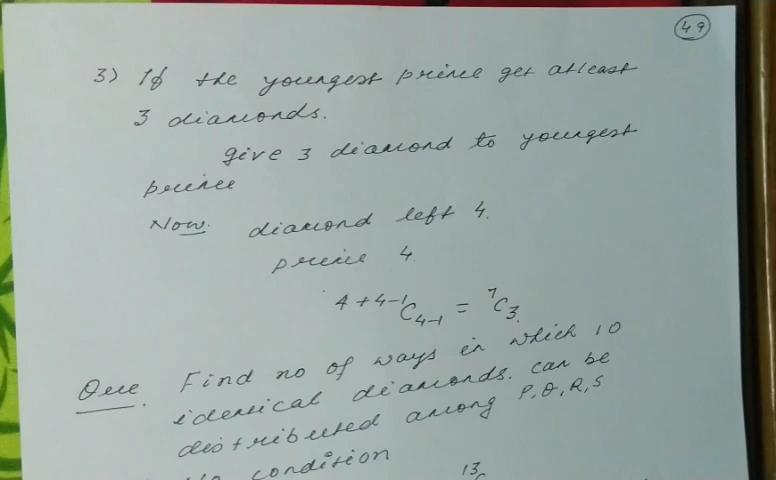 49
3) If the youngest prince get atleast
3 diamonds.
give 3 diamond to youngest
prince
Now. diamond left 4.
prince 4.
4+4-1C4-1 = 7C3.
Que. Find no of ways in which 10
identical diamonds. can be
distributed among P, Q, R, S
condition
13C